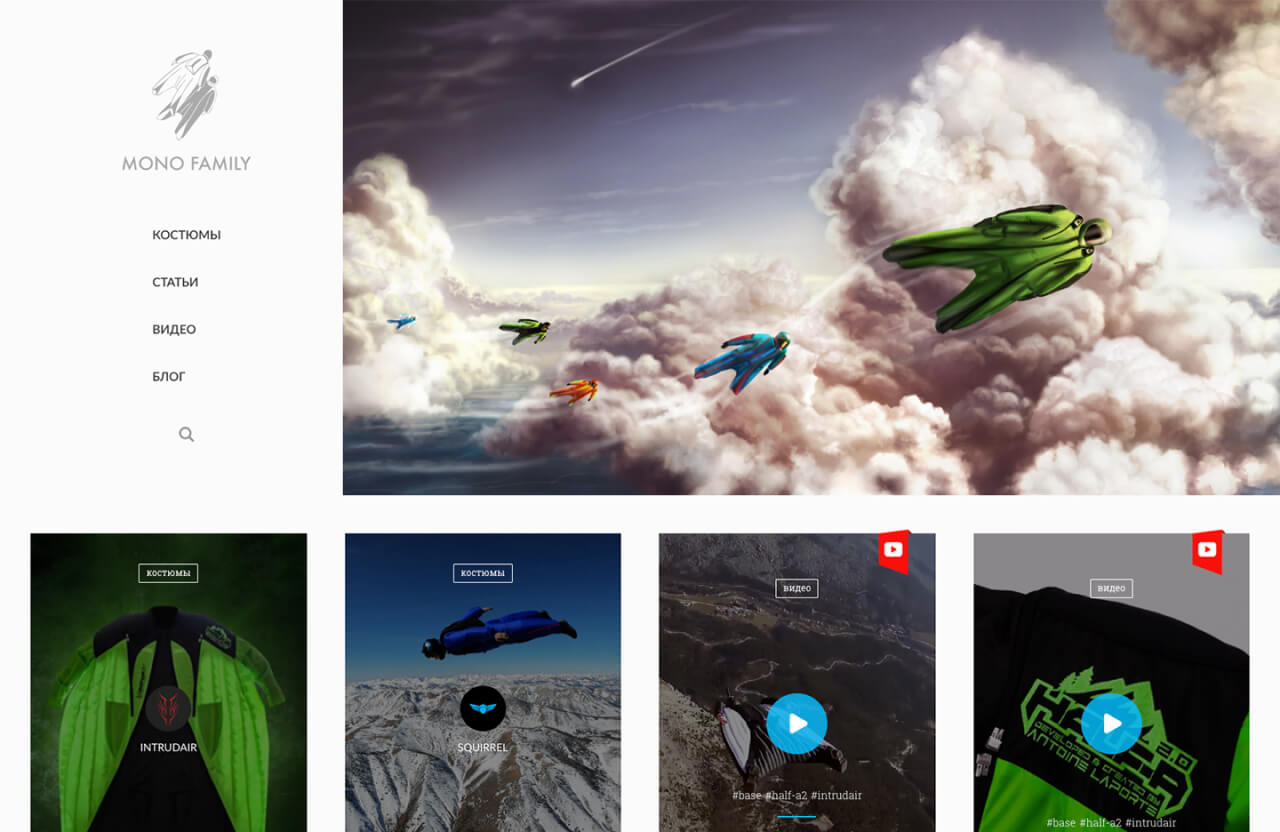 MONO FAMILY
КОСТЮМЫ
СТАТЬИ
ВИДЕО
БЛОГ
костюмы
INTRUDAIR
костюмы
SQUIRREL
видео
#base #half-a2 #intrudair
видео
2.0
DEVELOPED & CREATED BY
ANTOINE LAPORTE
#base #half-a2 #intrudair